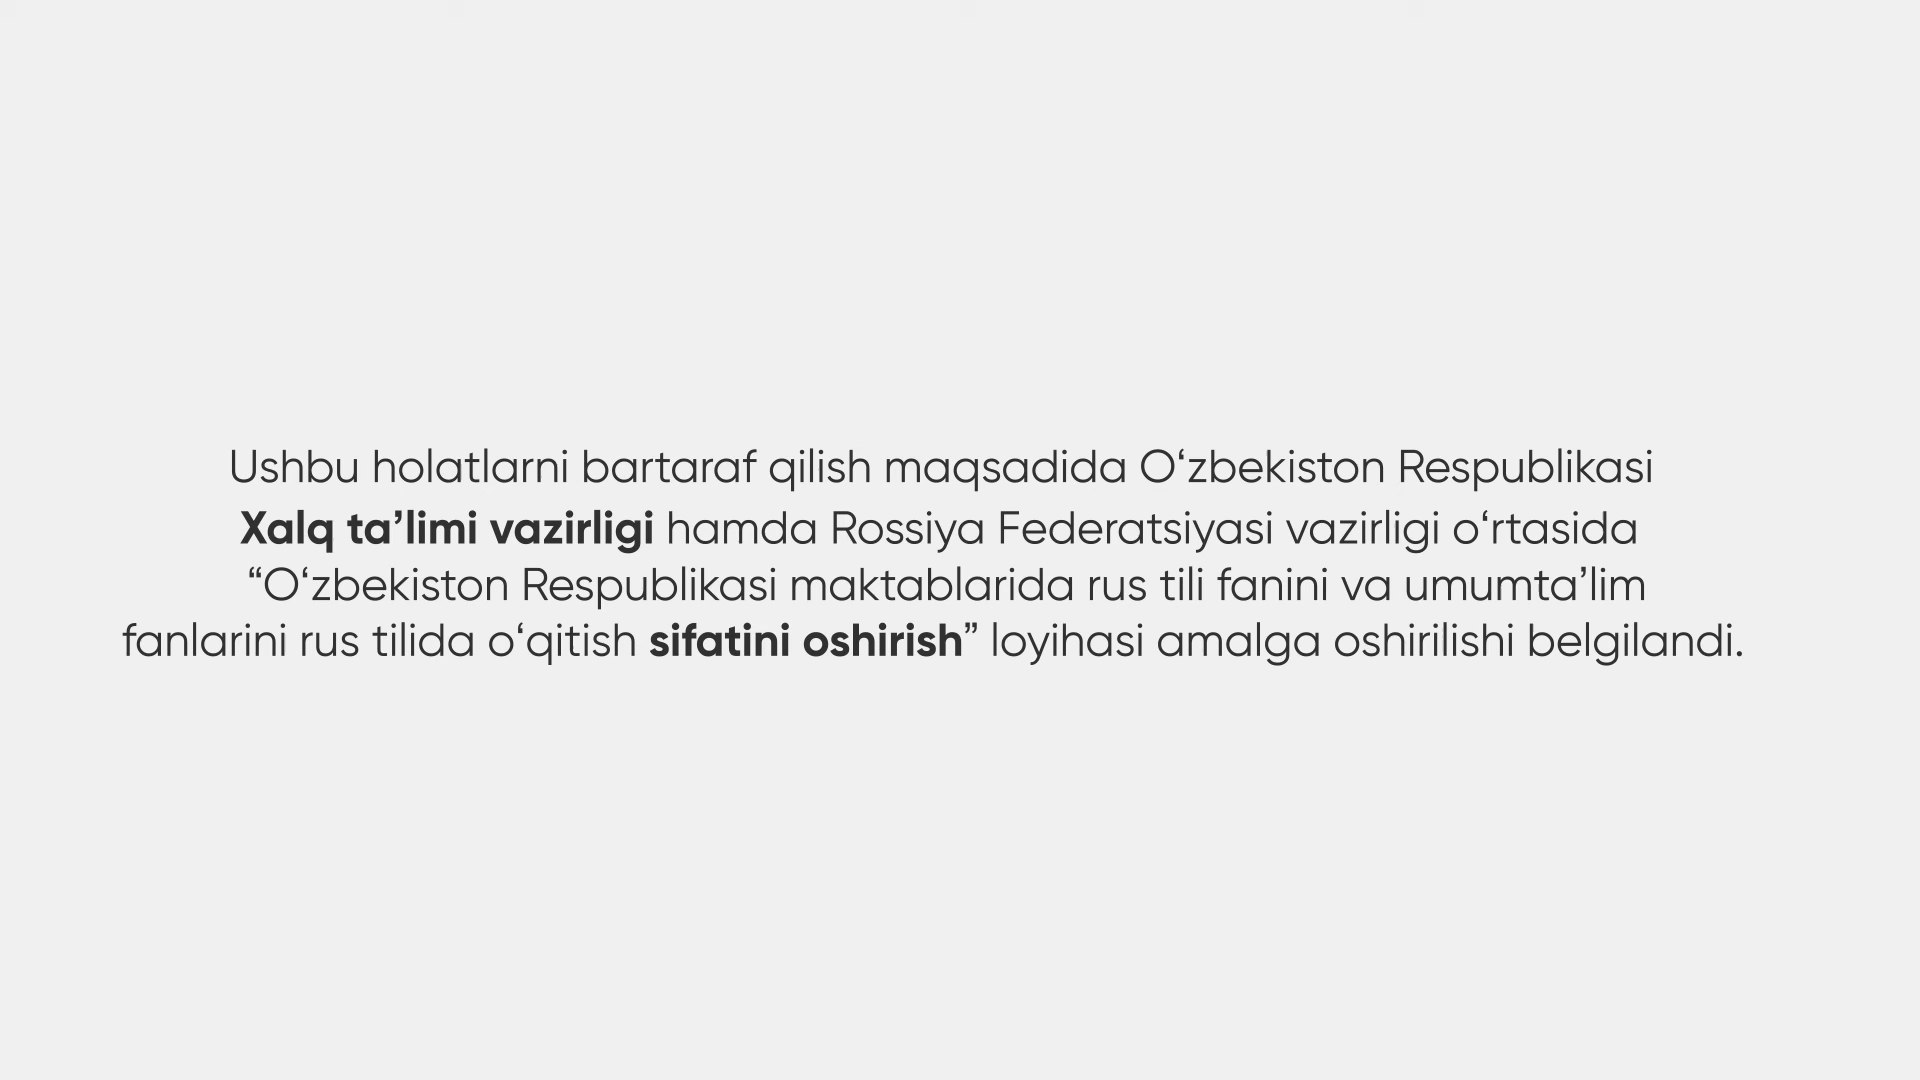 Ushbu holatlarni bartaraf qilish maqsadida O‘zbekiston Respublikasi
Xalq ta’limi vazirligi hamda Rossiya Federatsiyasi vazirligi o‘rtasida
“O‘zbekiston Respublikasi maktablarida rus tili fanini va umumta’lim
fanlarini rus tilida o‘qitish sifatini oshirish” loyihasi amalga oshirilishi belgilandi.